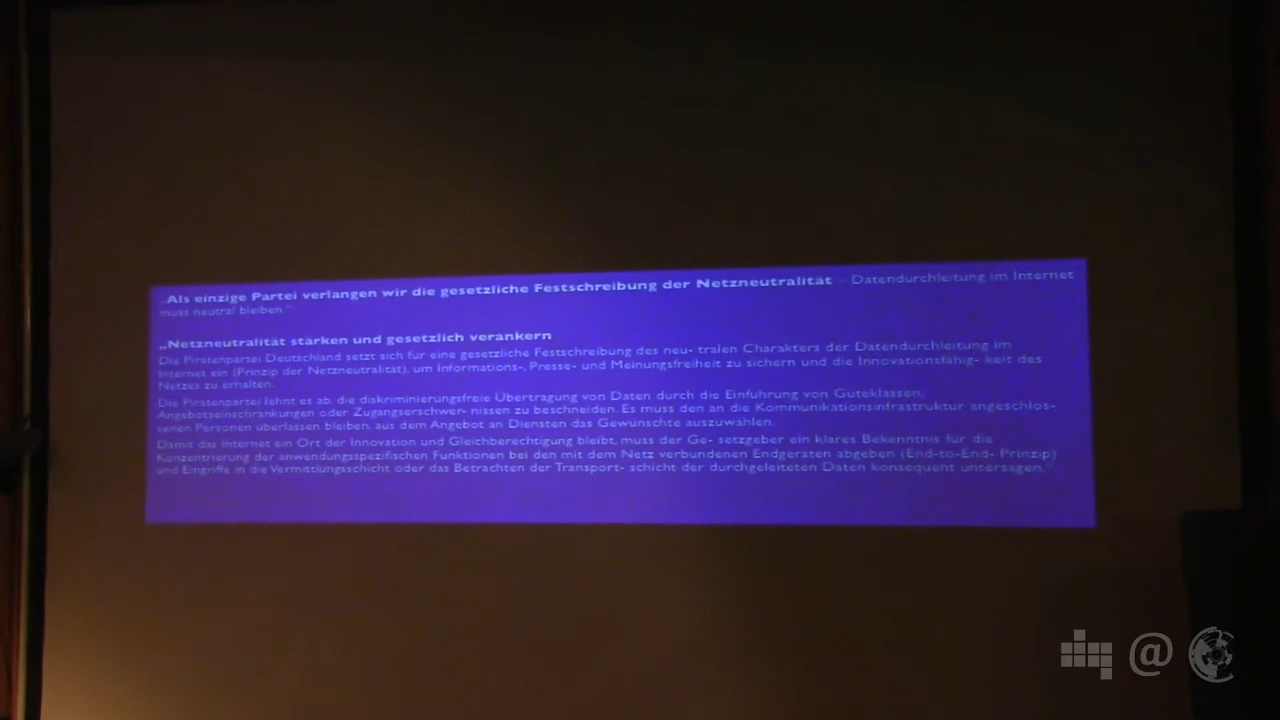 „Als einzige Partei verlangen wir die gesetzliche Festschreibung der Netzneutralität – Datendurchleitung im Internet
muss neutral bleiben."
„Netzneutralität stärken und gesetzlich verankern
Die Piratenpartei Deutschland setzt sich für eine gesetzliche Festschreibung des neu- tralen Charakters der Datendurchleitung im
Internet ein (Prinzip der Netzneutralität), um Informations-, Presse- und Meinungsfreiheit zu sichern und die Innovationsfähig- keit des
Netzes zu erhalten.
Die Piratenpartei lehnt es ab, die diskriminierungsfreie Übertragung von Daten durch die Einführung von Güteklassen,
Angebotseinschränkungen oder Zugangserschwer- nissen zu beschneiden. Es muss den an die Kommunikationsinfrastruktur angeschlos-
senen Personen überlassen bleiben, aus dem Angebot an Diensten das Gewünschte auszuwählen.
Damit das Internet ein Ort der Innovation und Gleichberechtigung bleibt, muss der Ge- setzgeber ein klares Bekenntnis für die
Konzentrierung der anwendungsspezifischen Funktionen bei den mit dem Netz verbundenen Endgeräten abgeben (End-to-End- Prinzip)
und Eingriffe in die Vermittlungsschicht oder das Betrachten der Transport- schicht der durchgeleiteten Daten konsequent untersagen."
@